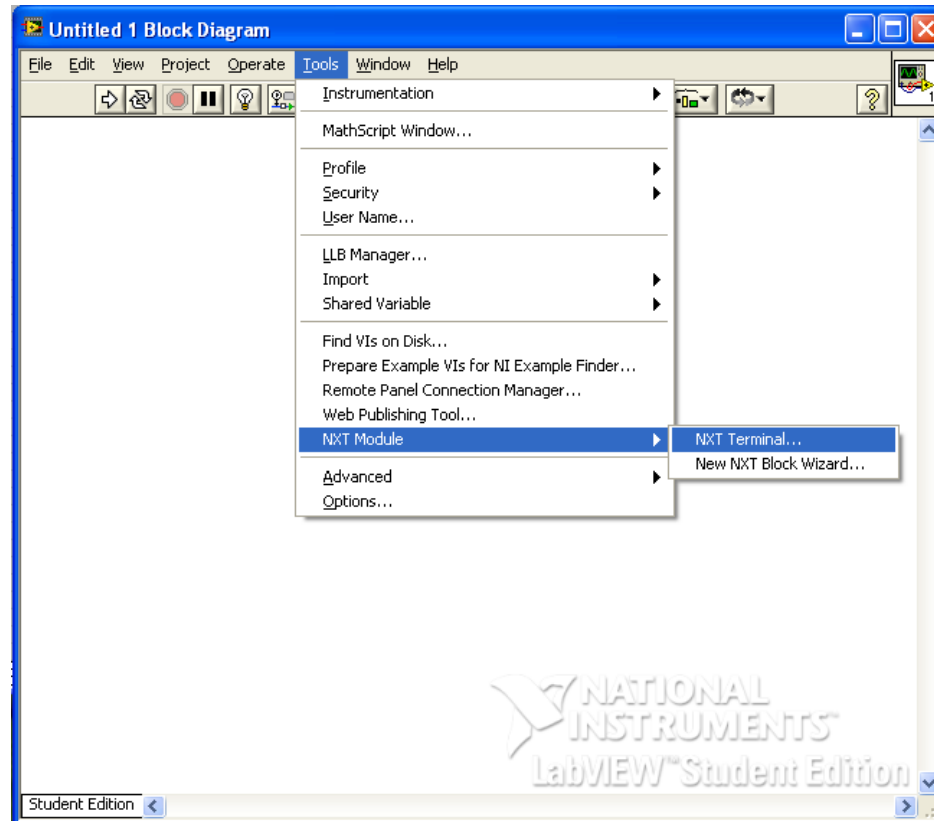 Untitled 1 Block Diagram
File Edit View Project Operate Tools Window Help
Instrumentation
MathScript Window...
Profile
Security
User Name...
LLB Manager...
Import
Shared Variable
Find VIs on Disk...
Prepare Example VIs for NI Example Finder...
Remote Panel Connection Manager...
Web Publishing Tool...
NXT Module
NXT Terminal...
New NXT Block Wizard...
Advanced
Options...
NATIONAL
INSTRUMENTS™
LabVIEW™ Student Edition
Student Edition